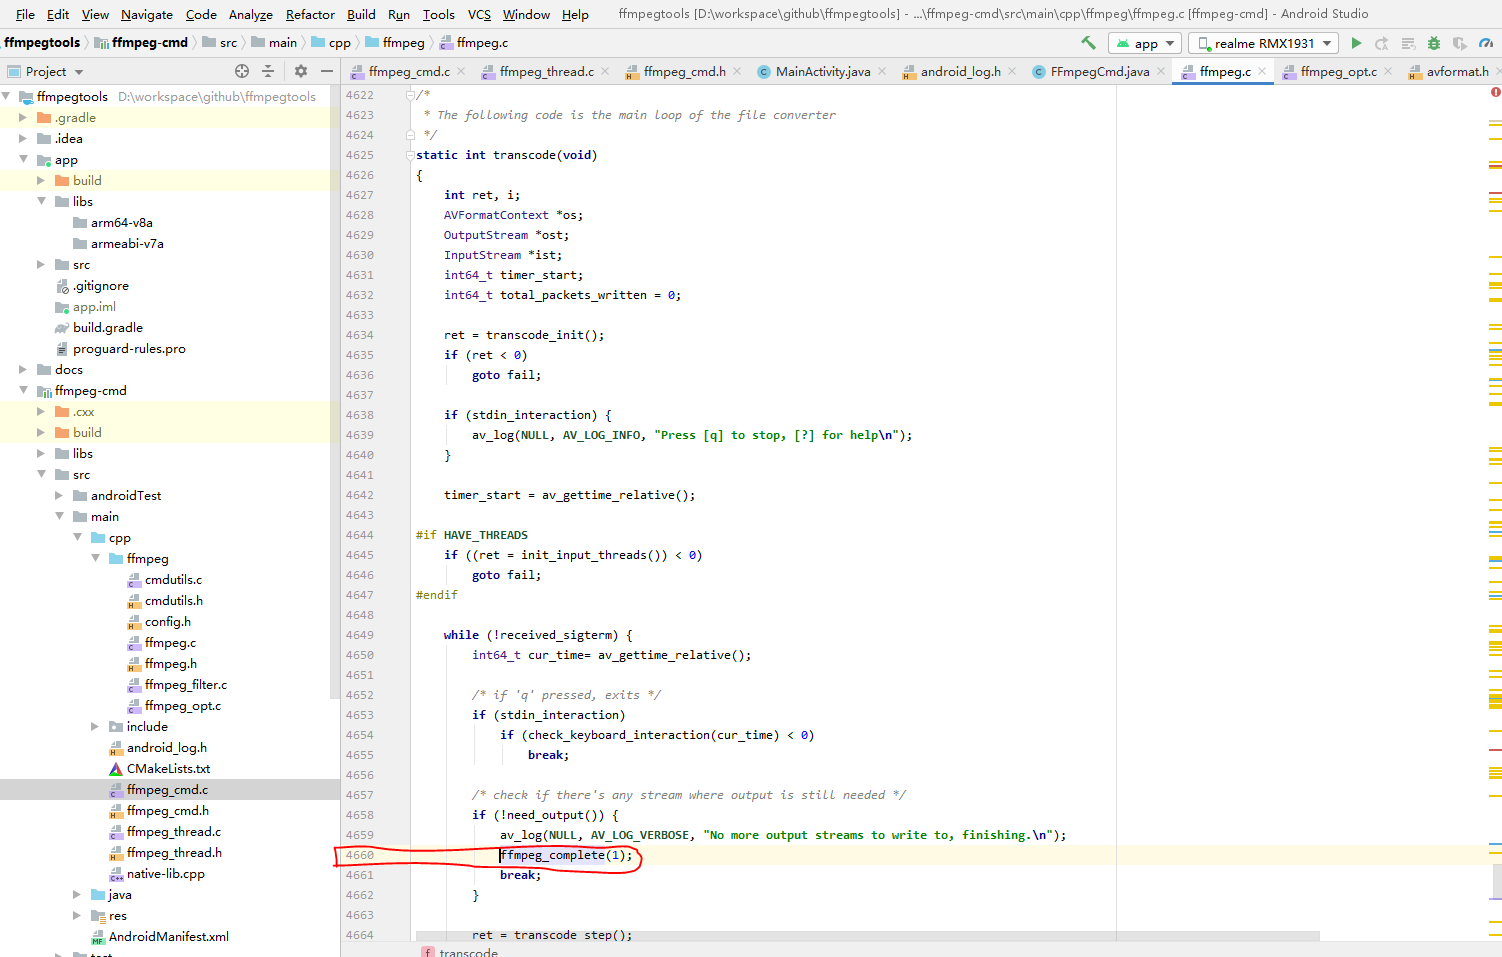 File Edit View Navigate Code Analyze Refactor Build Run Tools VCS Window Help ffmpegtools [D:\workspace\github\ffmpegtools] - ...\ffmpeg-cmd\src\main\cpp\ffmpeg\ffmpeg.c [ffmpeg-cmd] - Android Studio
ffmpegtools ffmpeg-cmd src main cpp ffmpeg ffmpeg.c app realme RMX1931
Project ffmpeg_cmd.c ffmpeg_thread.c ffmpeg_cmd.h MainActivity.java android_log.h FFmpegCmd.java ffmpeg.c ffmpeg_opt.c avformat.h
ffmpegtools D:\workspace\github\ffmpegtools
.gradle
.idea
app
build
libs
arm64-v8a
armeabi-v7a
src
.gitignore
app.iml
build.gradle
proguard-rules.pro
docs
ffmpeg-cmd
.cxx
build
libs
src
androidTest
main
cpp
ffmpeg
cmdutils.c
cmdutils.h
config.h
ffmpeg.c
ffmpeg.h
ffmpeg_filter.c
ffmpeg_opt.c
include
android_log.h
CMakeLists.txt
ffmpeg_cmd.c
ffmpeg_cmd.h
ffmpeg_thread.c
ffmpeg_thread.h
native-lib.cpp
java
res
AndroidManifest.xml
test
4622 /*
4623 * The following code is the main loop of the file converter
4624 */
4625 static int transcode(void)
4626 {
4627 int ret, i;
4628 AVFormatContext *os;
4629 OutputStream *ost;
4630 InputStream *ist;
4631 int64_t timer_start;
4632 int64_t total_packets_written = 0;
4633
4634 ret = transcode_init();
4635 if (ret < 0)
4636 goto fail;
4637
4638 if (stdin_interaction) {
4639 av_log(NULL, AV_LOG_INFO, "Press [q] to stop, [?] for help\n");
4640 }
4641
4642 timer_start = av_gettime_relative();
4643
4644 #if HAVE_THREADS
4645 if ((ret = init_input_threads()) < 0)
4646 goto fail;
4647 #endif
4648
4649 while (!received_sigterm) {
4650 int64_t cur_time= av_gettime_relative();
4651
4652 /* if 'q' pressed, exits */
4653 if (stdin_interaction)
4654 if (check_keyboard_interaction(cur_time) < 0)
4655 break;
4656
4657 /* check if there's any stream where output is still needed */
4658 if (!need_output()) {
4659 av_log(NULL, AV_LOG_VERBOSE, "No more output streams to write to, finishing.\n");
4660 ffmpeg_complete(1);
4661 break;
4662 }
4663
4664 ret = transcode_step();
f transcode